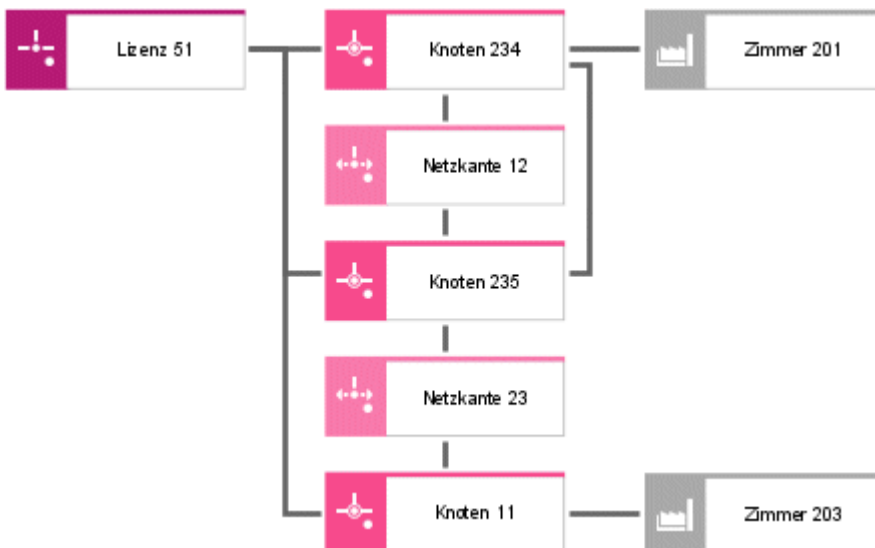 Lizenz 51
Knoten 234
Zimmer 201
Netzkante 12
Knoten 235
Netzkante 23
Knoten 11
Zimmer 203